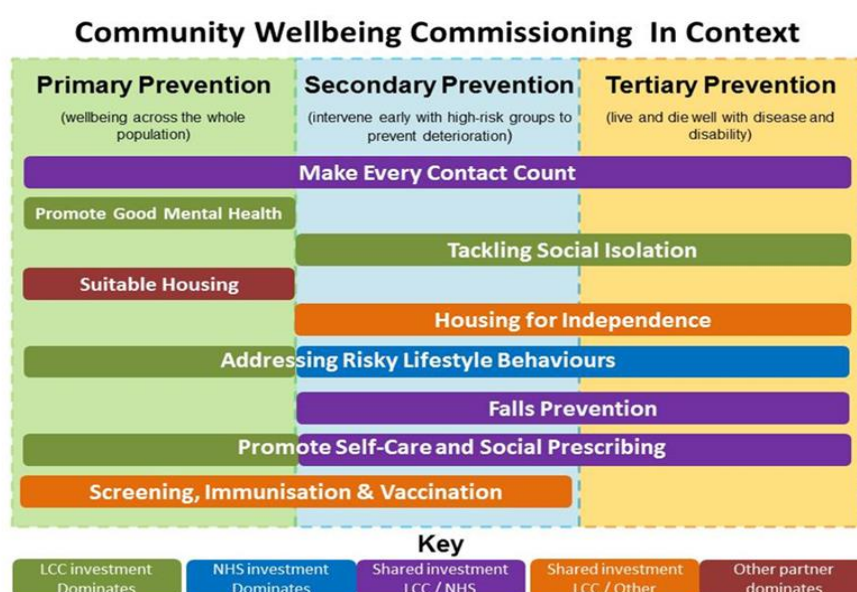 Community Wellbeing Commissioning In Context
Primary Prevention
(wellbeing across the whole
population)
Secondary Prevention
(intervene early with high-risk groups to
prevent deterioration)
Tertiary Prevention
(live and die well with disease and
disability)
Make Every Contact Count
Promote Good Mental Health
Tackling Social Isolation
Suitable Housing
Housing for Independence
Addressing Risky Lifestyle Behaviours
Falls Prevention
Promote Self-Care and Social Prescribing
Screening, Immunisation & Vaccination
Key
LCC investment
Dominates
NHS investment
Dominates
Shared investment
LCC / NHS
Shared investment
LCC / Other
Other partner
dominates